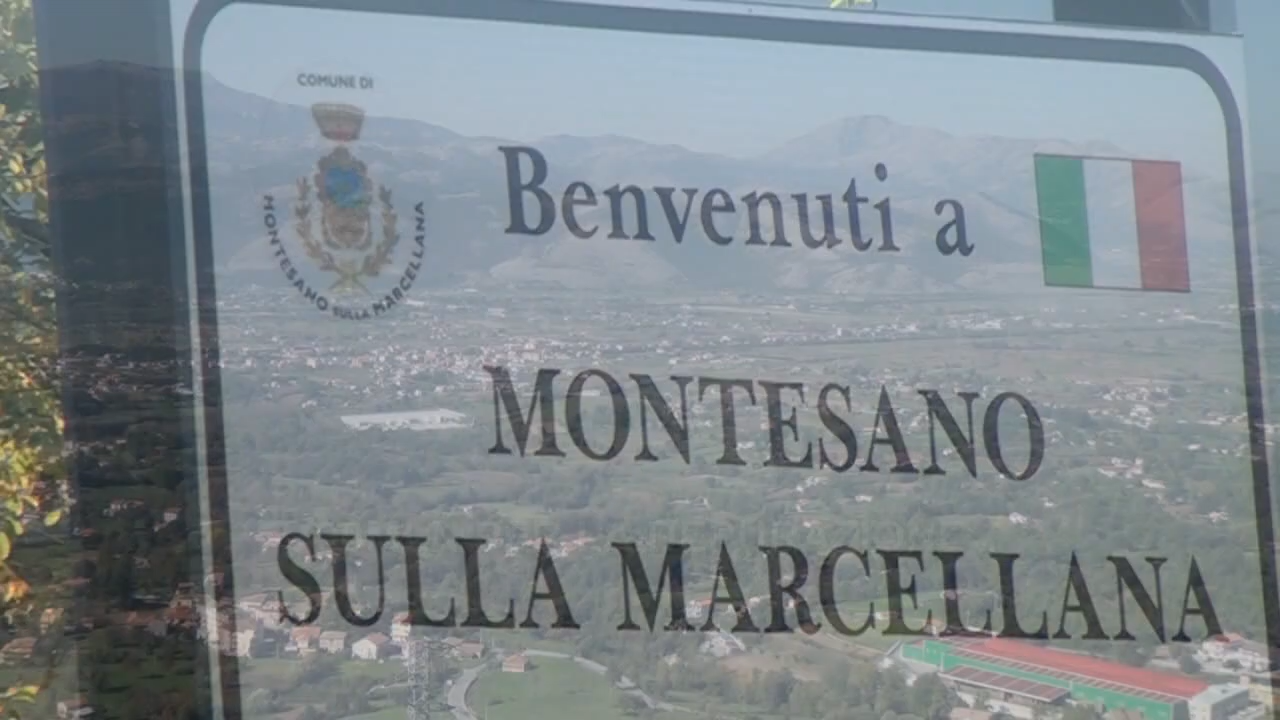 COMUNE DI
MONTESANO SULLA MARCELLANA
Benvenuti a
MONTESANO
SULLA MARCELLANA